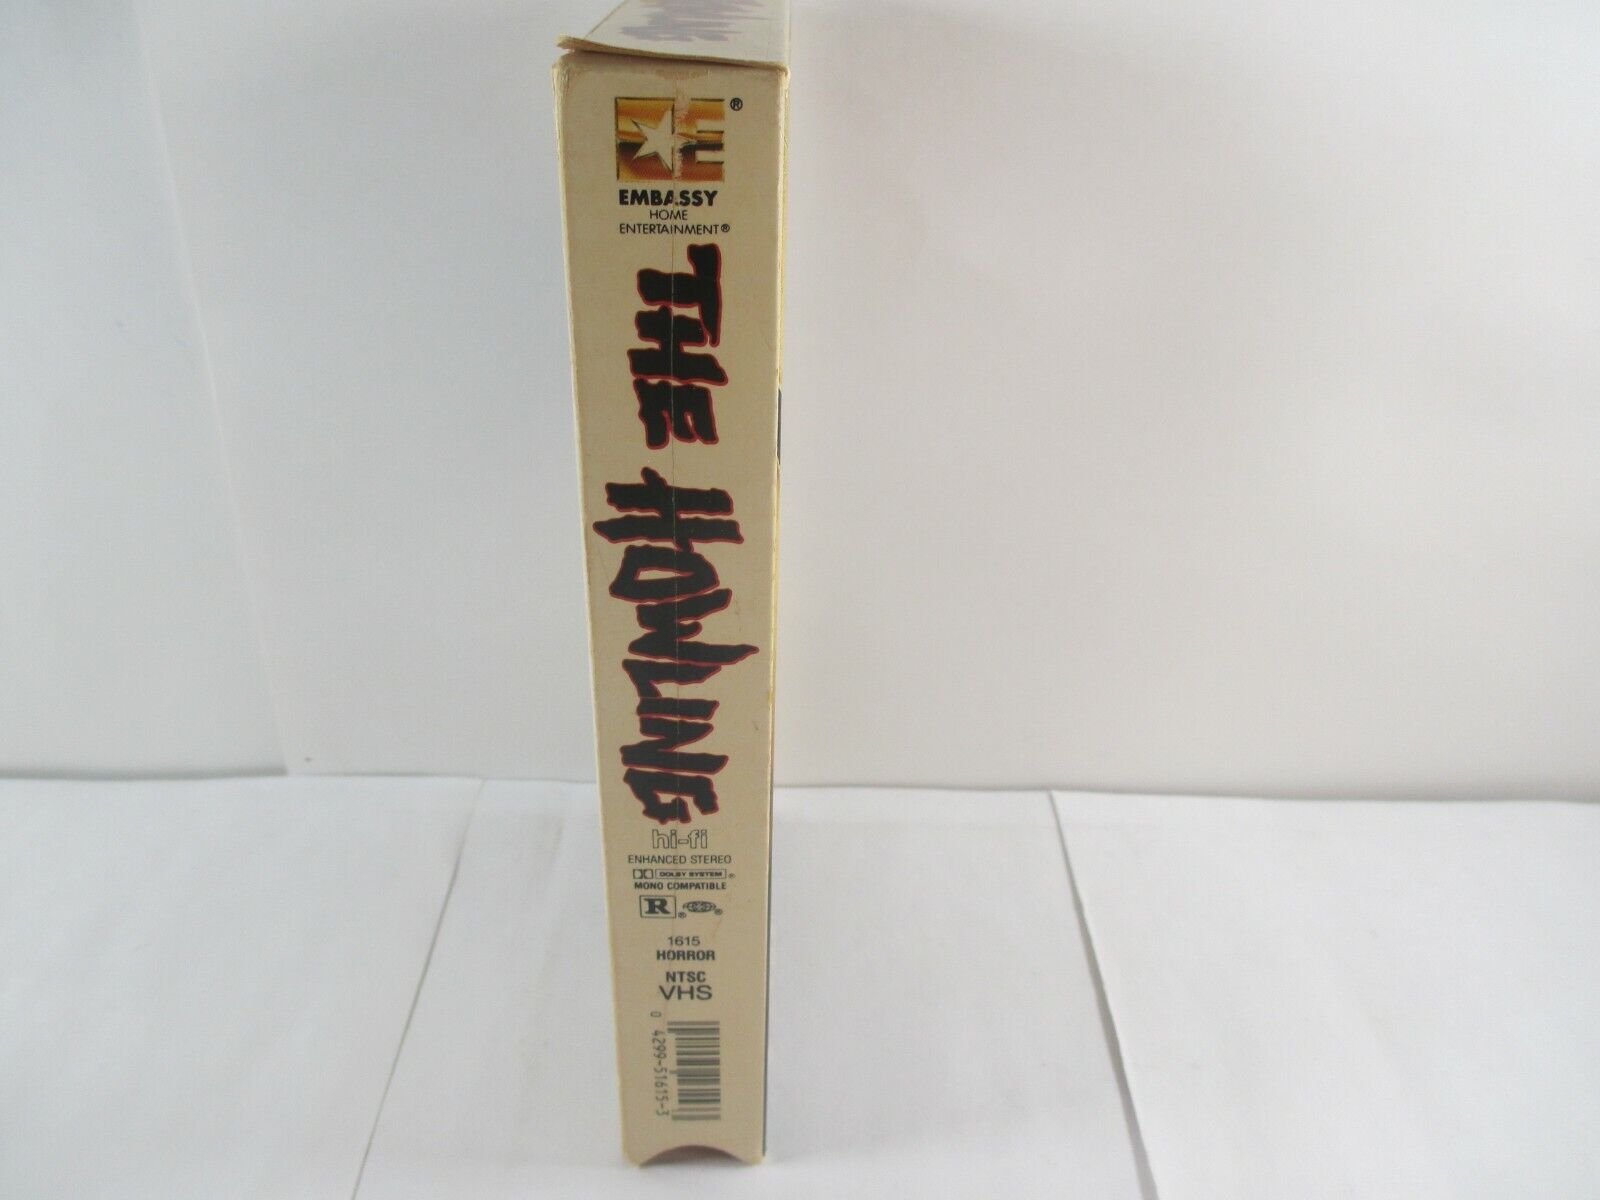 E®
EMBASSY
HOME
ENTERTAINMENT®
THE HOWLING
hi-fi
ENHANCED STEREO
DOLBY SYSTEM®
MONO COMPATIBLE
R® ®
1615
HORROR
NTSC
VHS
0 4299-51615-3